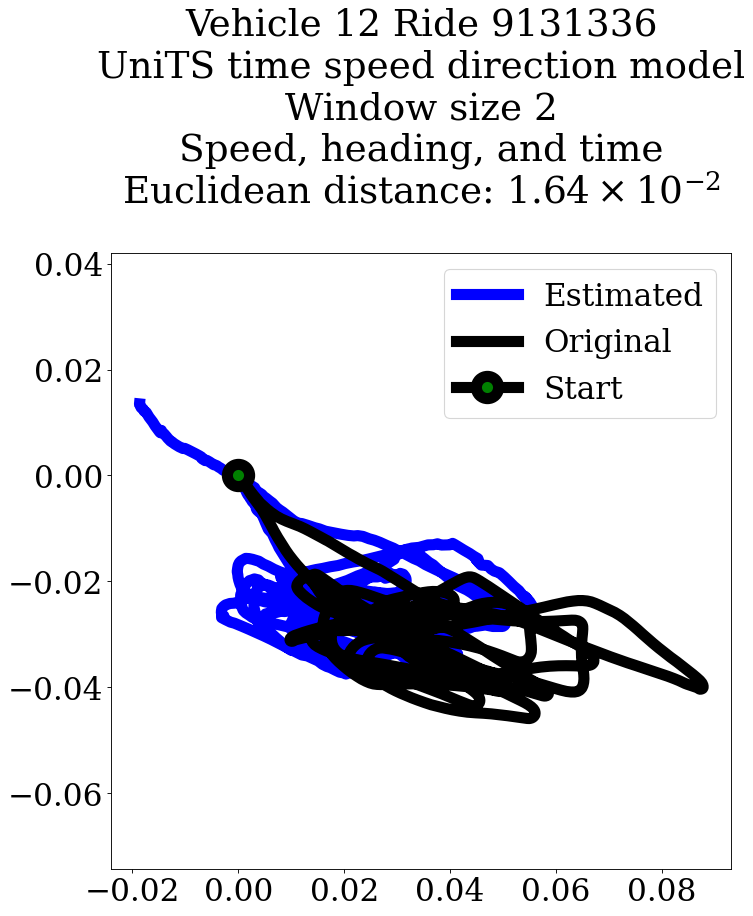 Vehicle 12 Ride 9131336
UniTS time speed direction model
Window size 2
Speed, heading, and time
Euclidean distance: 1.64 × 10⁻²
0.04
0.02
0.00
−0.02
−0.04
−0.06
Estimated
Original
Start
−0.02 0.00 0.02 0.04 0.06 0.08